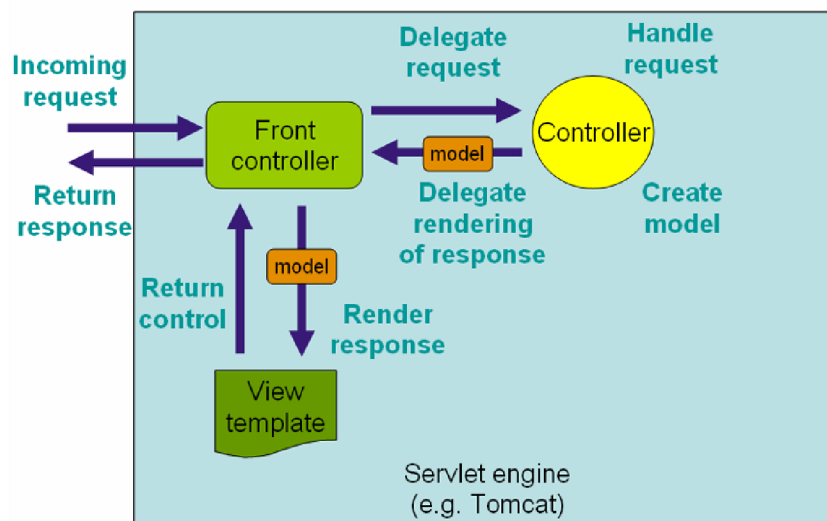 Incoming
request
Return
response
Front
controller
Delegate
request
Handle
request
Controller
model
Delegate
rendering
of response
Create
model
model
Return
control
Render
response
View
template
Servlet engine
(e.g. Tomcat)